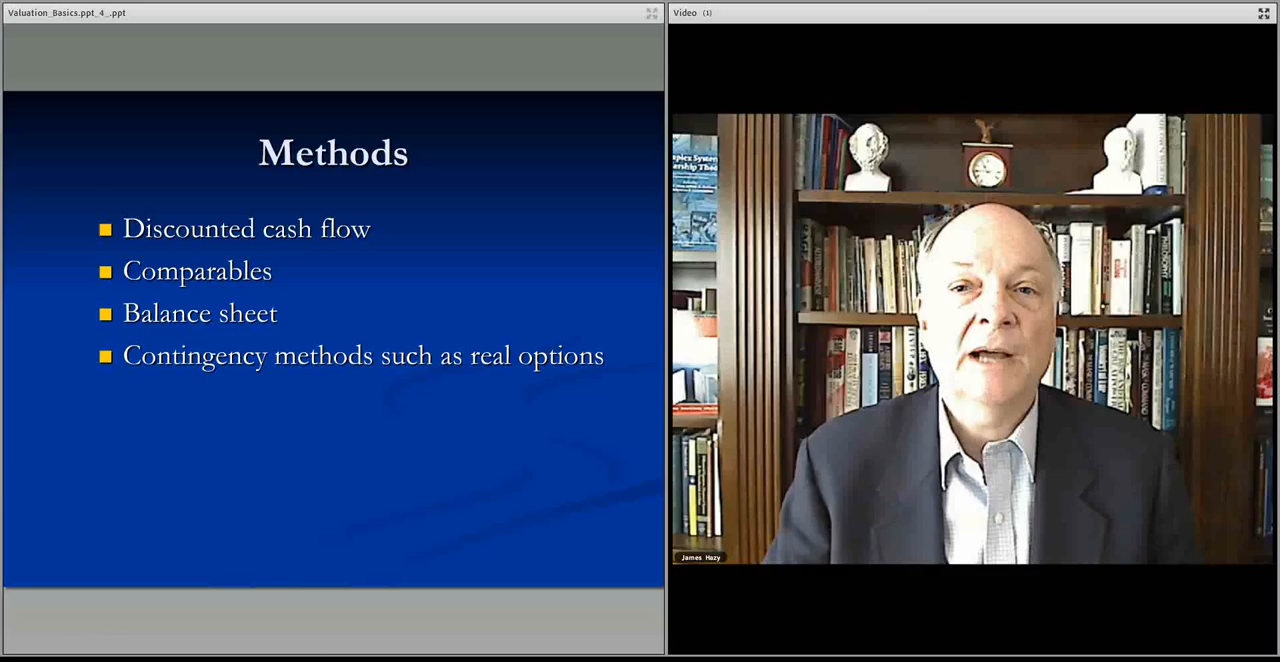 Valuation_Basics.ppt_4_.ppt
Video (1)
Methods
Discounted cash flow
Comparables
Balance sheet
Contingency methods such as real options
James Hazy